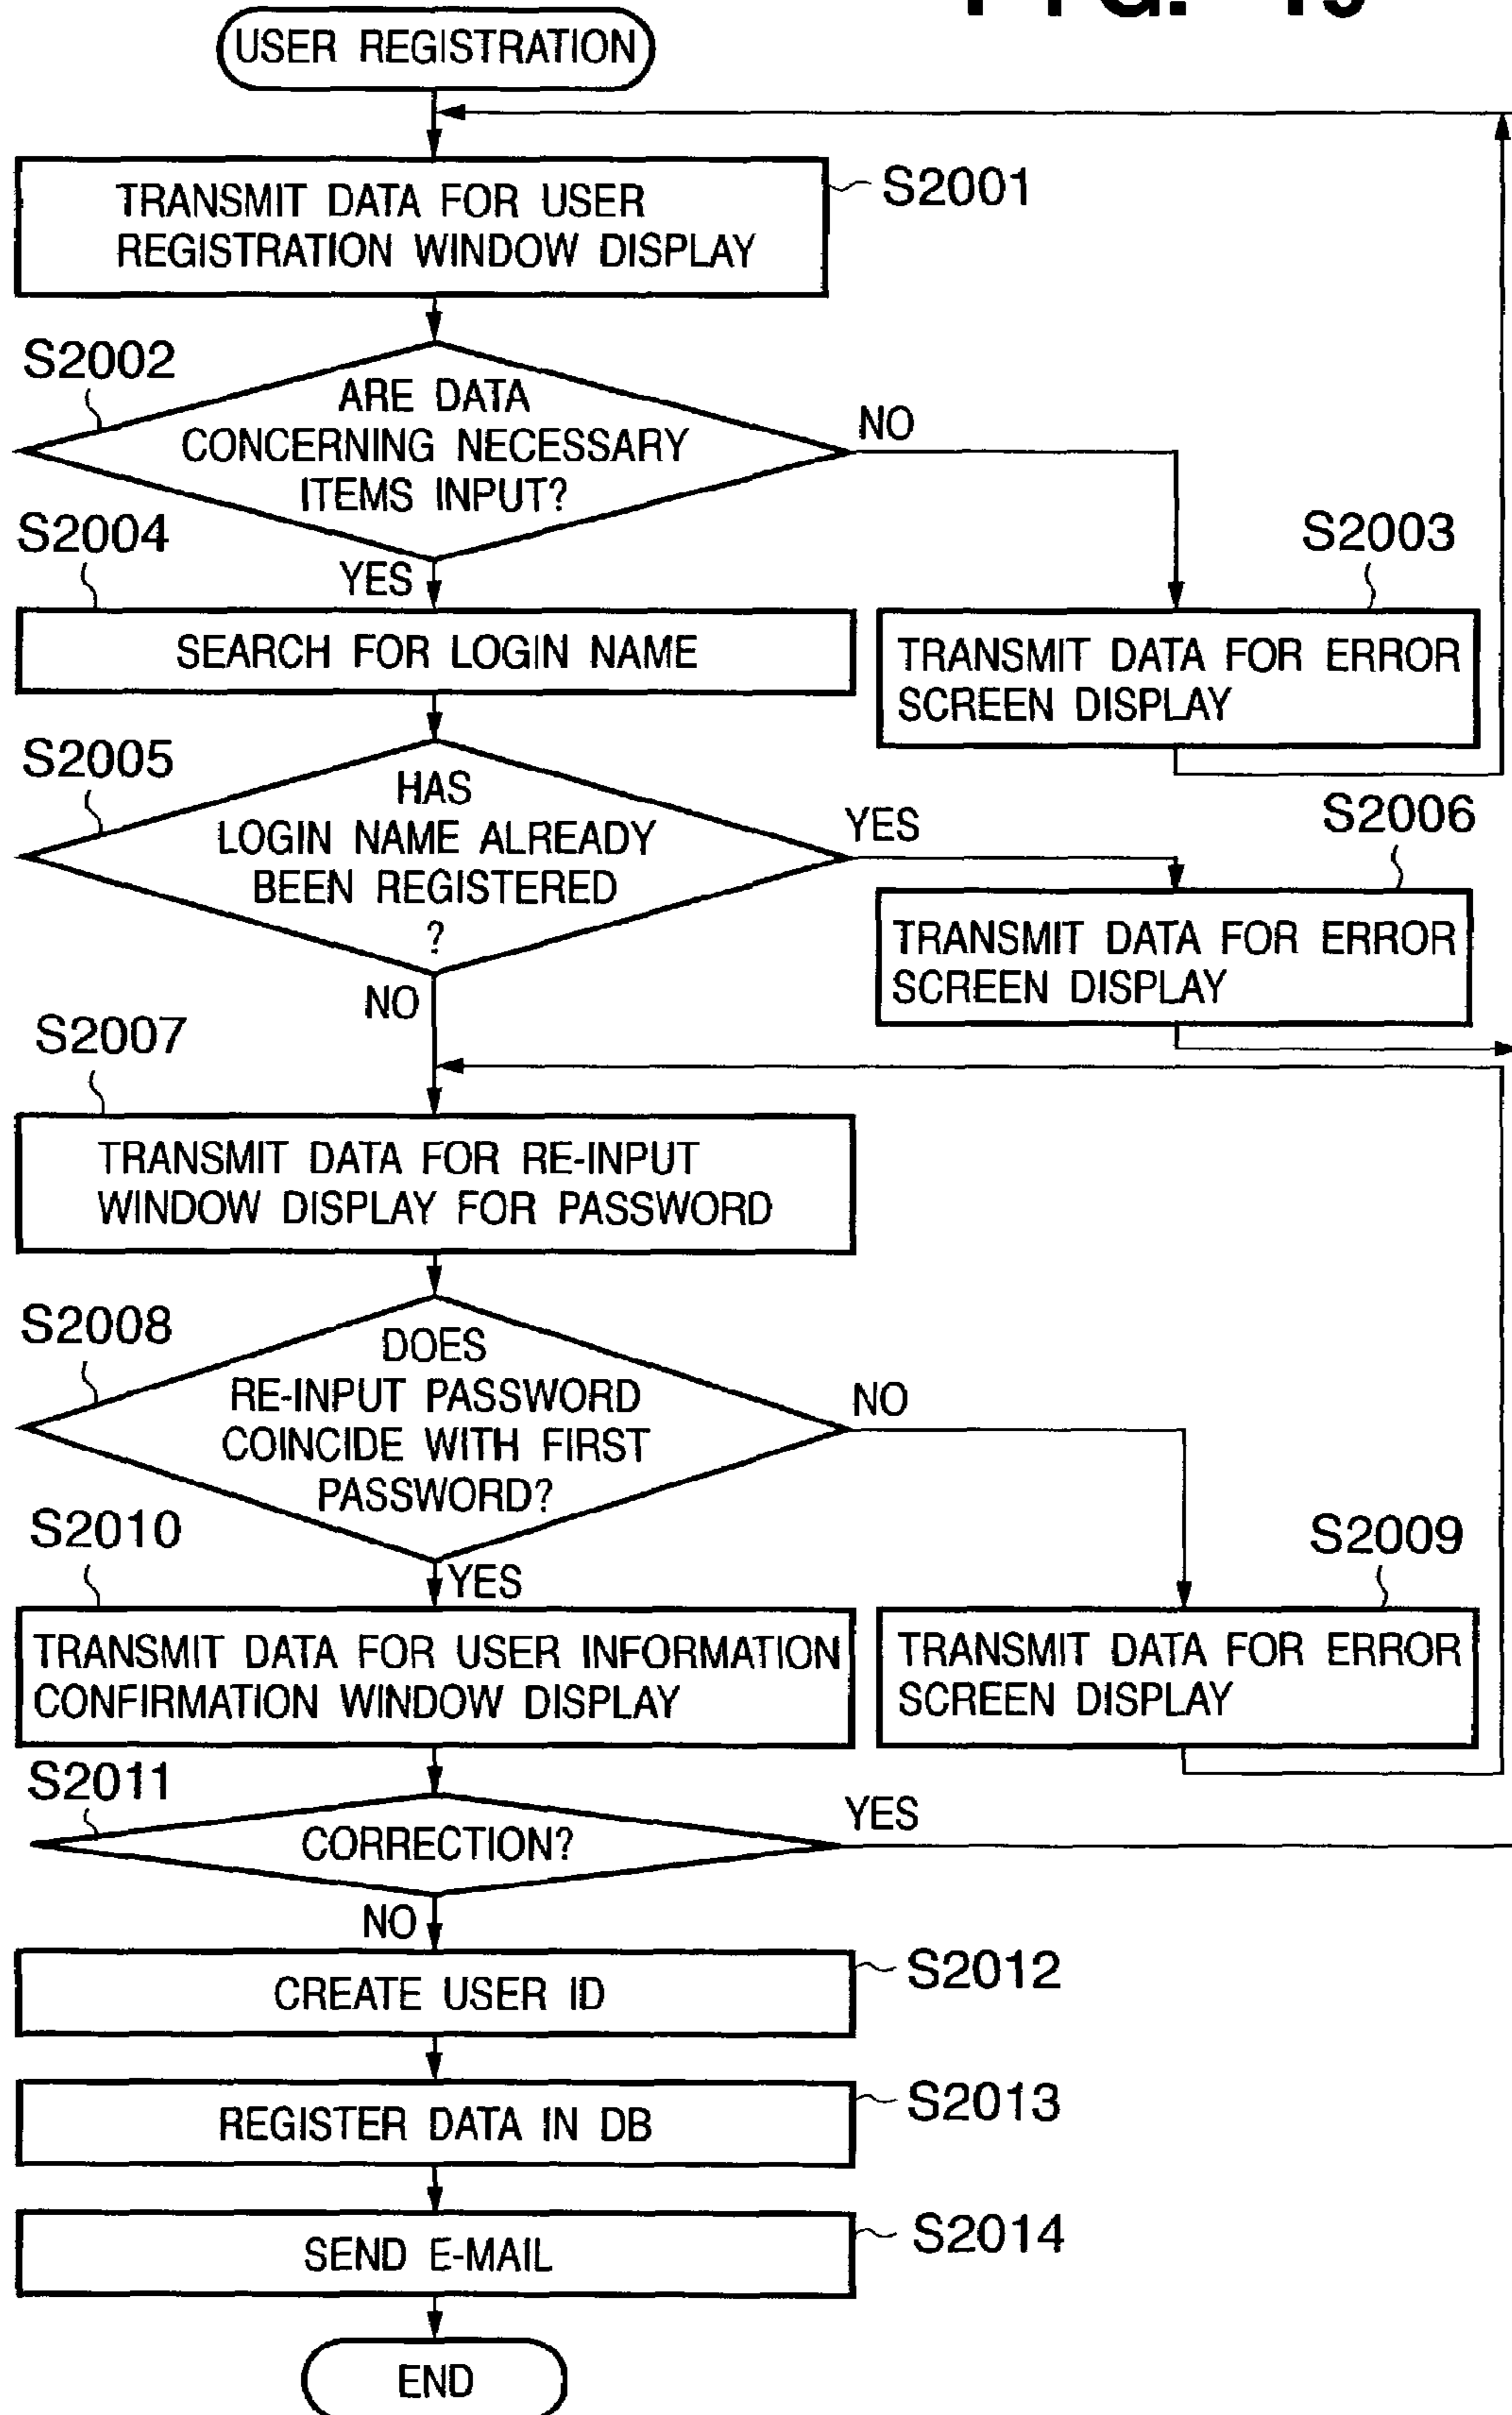 USER REGISTRATION
TRANSMIT DATA FOR USER
REGISTRATION WINDOW DISPLAY
S2001
S2002
ARE DATA
CONCERNING NECESSARY
ITEMS INPUT?
NO
YES
S2003
TRANSMIT DATA FOR ERROR
SCREEN DISPLAY
S2004
SEARCH FOR LOGIN NAME
S2005
HAS
LOGIN NAME ALREADY
BEEN REGISTERED
?
YES
NO
S2006
TRANSMIT DATA FOR ERROR
SCREEN DISPLAY
S2007
TRANSMIT DATA FOR RE-INPUT
WINDOW DISPLAY FOR PASSWORD
S2008
DOES
RE-INPUT PASSWORD
COINCIDE WITH FIRST
PASSWORD?
NO
YES
S2009
TRANSMIT DATA FOR ERROR
SCREEN DISPLAY
S2010
TRANSMIT DATA FOR USER INFORMATION
CONFIRMATION WINDOW DISPLAY
S2011
CORRECTION?
YES
NO
CREATE USER ID
S2012
REGISTER DATA IN DB
S2013
SEND E-MAIL
S2014
END